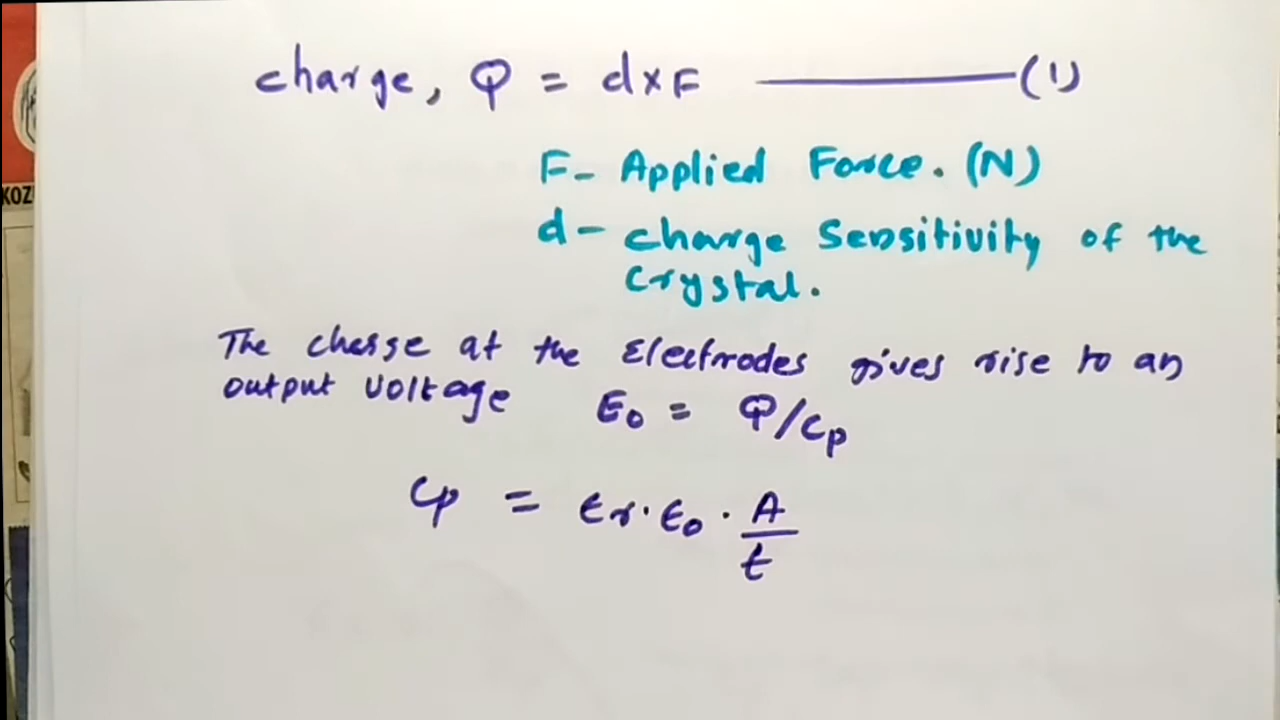 KOZ
charge, Q = d×F ———— (1)
F- Applied Force. (N)
d- charge Sensitivity of the
Crystal.
The charge at the Electrodes gives rise to an
output voltage E₀ = Q/Cp
Cp = εr·ε₀·A/t